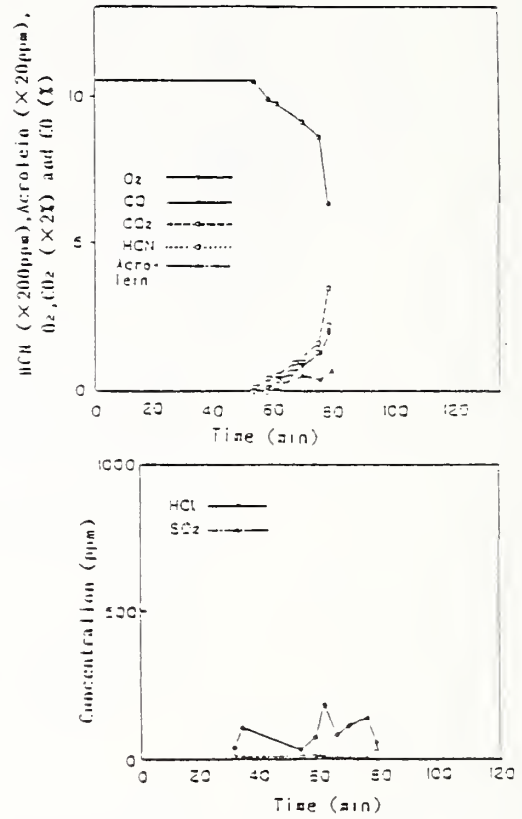 HCN (×200ppm), Acrolein (×20ppm),
O₂,CO₂ (×2%) and CO (%)
10
5
0
O₂
CO
CO₂
HCN
Acro-
lein
0 20 40 60 80 100 120
Time (min)
Concentration (ppm)
1000
500
0
HCl
SO₂
0 20 40 60 80 100 120
Time (min)